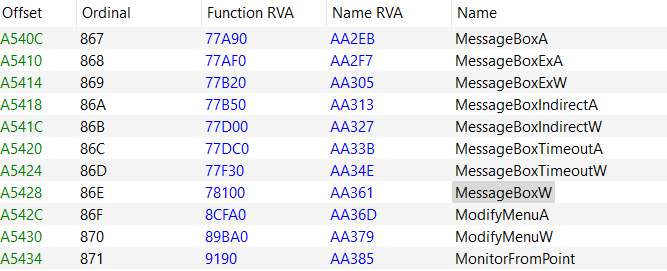 Offset Ordinal Function RVA Name RVA Name
A540C 867 77A90 AA2EB MessageBoxA
A5410 868 77AF0 AA2F7 MessageBoxExA
A5414 869 77B20 AA305 MessageBoxExW
A5418 86A 77B50 AA313 MessageBoxIndirectA
A541C 86B 77D00 AA327 MessageBoxIndirectW
A5420 86C 77DC0 AA33B MessageBoxTimeoutA
A5424 86D 77F30 AA34E MessageBoxTimeoutW
A5428 86E 78100 AA361 MessageBoxW
A542C 86F 8CFA0 AA36D ModifyMenuA
A5430 870 89BA0 AA379 ModifyMenuW
A5434 871 9190 AA385 MonitorFromPoint